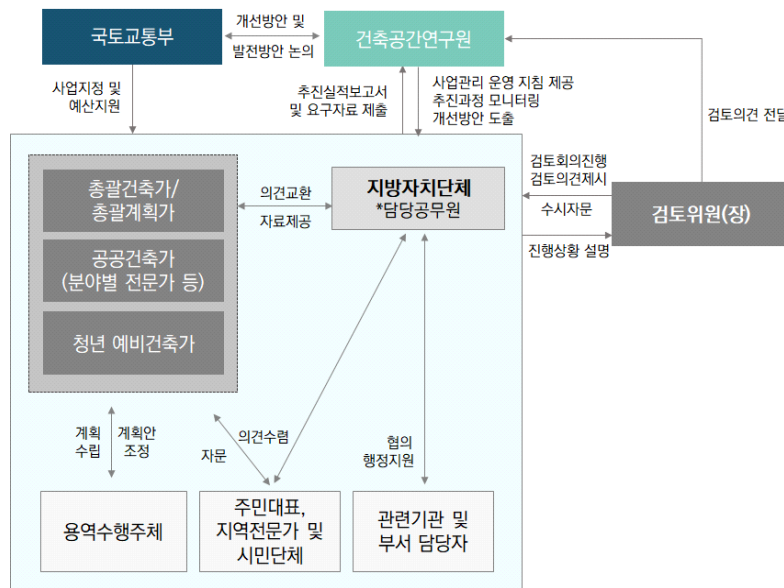 국토교통부
개선방안 및
발전방안 논의
건축공간연구원
사업지정 및
예산지원
추진실적보고서
및 요구자료 제출
사업관리 운영 지침 제공
추진과정 모니터링
개선방안 도출
검토의견 전달
총괄건축가/
총괄계획가
공공건축가
(분야별 전문가 등)
청년 예비건축가
의견교환
자료제공
지방자치단체
*담당공무원
검토회의진행
검토의견제시
수시자문
진행상황 설명
검토위원(장)
계획
수립
계획안
조정
자문
의견수렴
협의
행정지원
용역수행주체
주민대표,
지역전문가 및
시민단체
관련기관 및
부서 담당자